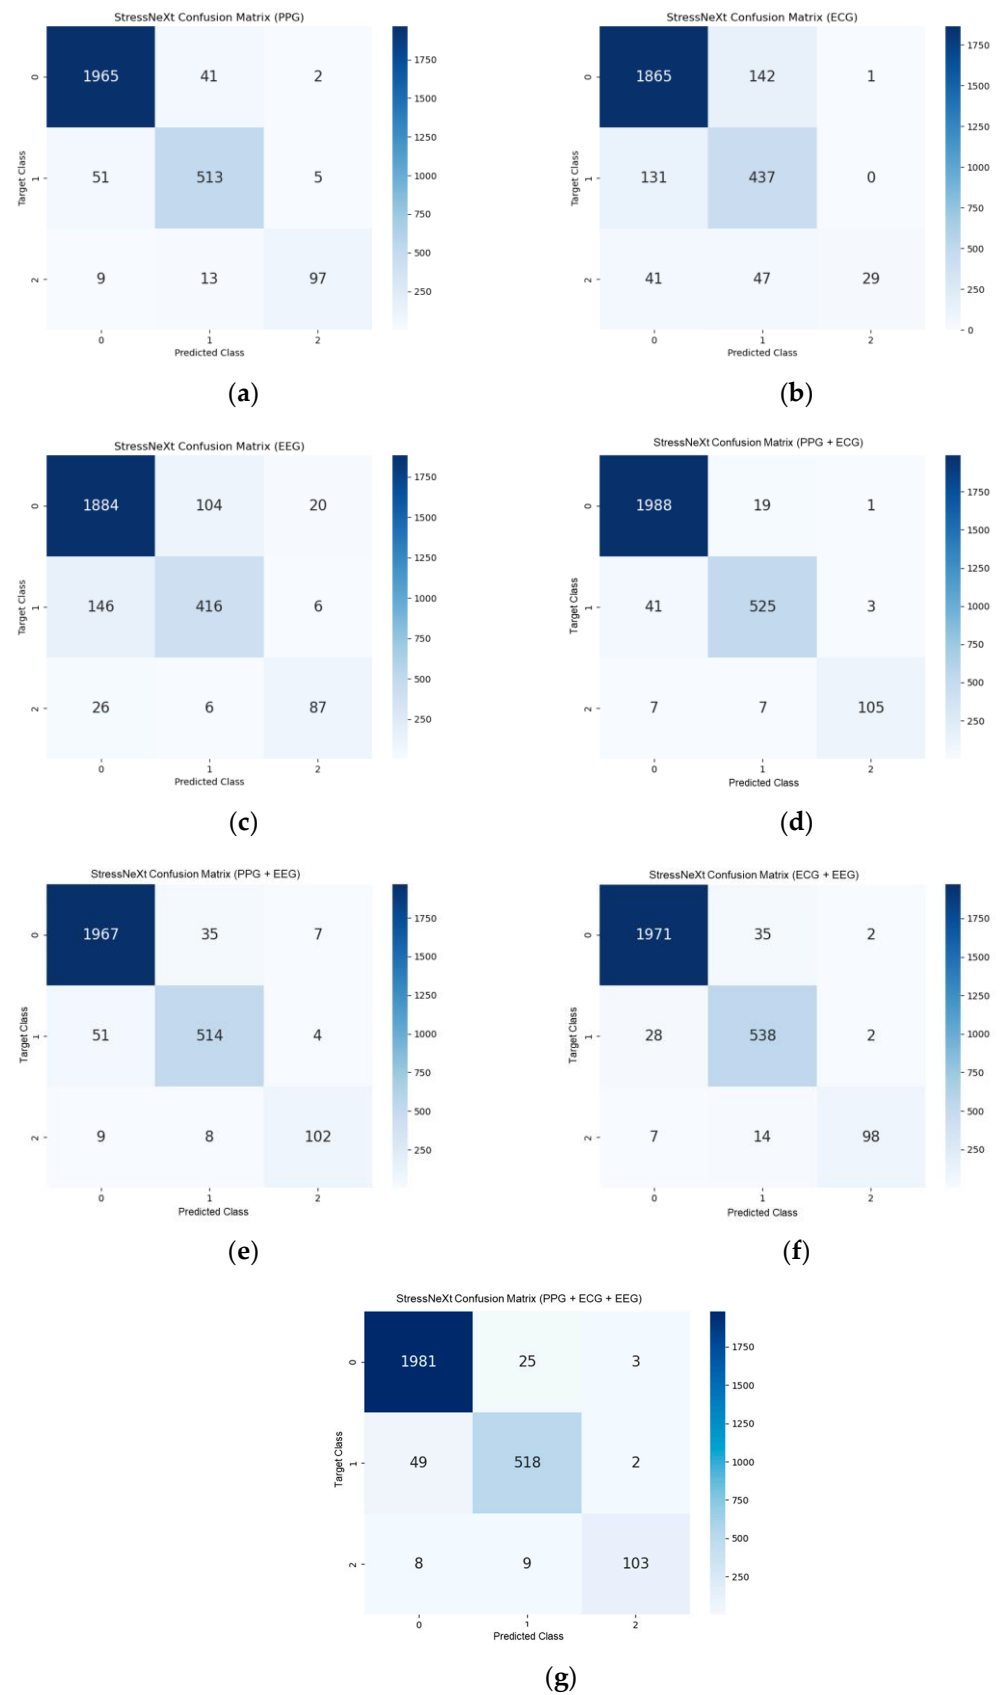 StressNeXt Confusion Matrix (PPG)
0 1965 41 2 1750
1500
1250
Target Class
1 51 513 5 1000
750
500
2 9 13 97 250
0 1 2
Predicted Class
(a)
StressNeXt Confusion Matrix (ECG)
0 1865 142 1 1750
1500
1250
Target Class
1 131 437 0 1000
750
500
2 41 47 29 250
0
0 1 2
Predicted Class
(b)
StressNeXt Confusion Matrix (EEG)
0 1884 104 20 1750
1500
1250
Target Class
1 146 416 6 1000
750
500
2 26 6 87 250
0 1 2
Predicted Class
(c)
StressNeXt Confusion Matrix (PPG + ECG)
0 1988 19 1 1750
1500
1250
Target Class
1 41 525 3 1000
750
500
2 7 7 105 250
0 1 2
Predicted Class
(d)
StressNeXt Confusion Matrix (PPG + EEG)
0 1967 35 7 1750
1500
1250
Target Class
1 51 514 4 1000
750
500
2 9 8 102 250
0 1 2
Predicted Class
(e)
StressNeXt Confusion Matrix (ECG + EEG)
0 1971 35 2 1750
1500
1250
Target Class
1 28 538 2 1000
750
500
2 7 14 98 250
0 1 2
Predicted Class
(f)
StressNeXt Confusion Matrix (PPG + ECG + EEG)
0 1981 25 3 1750
1500
1250
Target Class
1 49 518 2 1000
750
500
2 8 9 103 250
0 1 2
Predicted Class
(g)